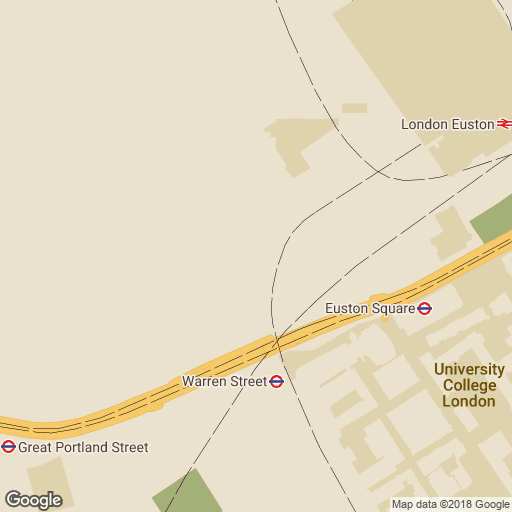 London Euston
Euston Square
University
College
London
Warren Street
Great Portland Street
Google
Map data ©2018 Google